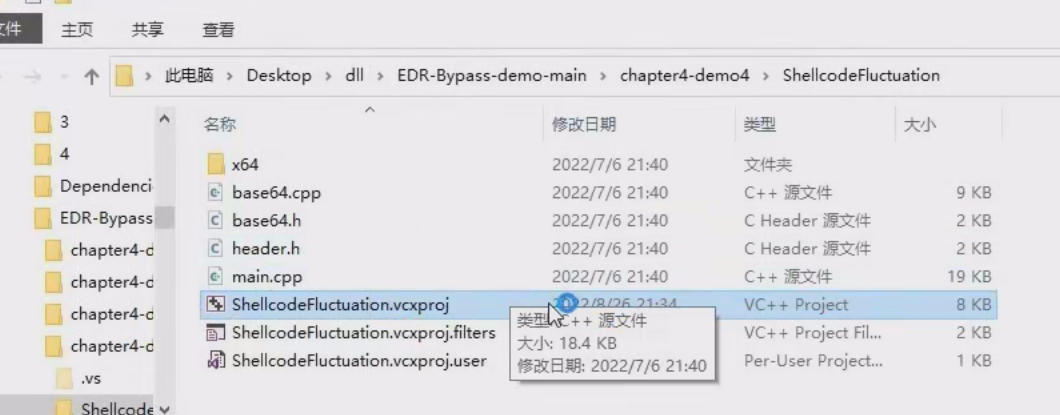 文件 主页 共享 查看
此电脑 Desktop dll EDR-Bypass-demo-main chapter4-demo4 ShellcodeFluctuation
名称 修改日期 类型 大小
3
4
Dependenci
EDR-Bypass
chapter4-d
chapter4-d
chapter4-d
chapter4-d
.vs
Shellcode
x64 2022/7/6 21:40 文件夹
base64.cpp 2022/7/6 21:40 C++ 源文件 9 KB
base64.h 2022/7/6 21:40 C Header 源文件 2 KB
header.h 2022/7/6 21:40 C Header 源文件 2 KB
main.cpp 2022/7/6 21:40 C++ 源文件 19 KB
ShellcodeFluctuation.vcxproj 2022/8/26 21:34 VC++ Project 8 KB
ShellcodeFluctuation.vcxproj.filters VC++ Project Fil... 2 KB
ShellcodeFluctuation.vcxproj.user Per-User Project... 1 KB
类型: C++ 源文件
大小: 18.4 KB
修改日期: 2022/7/6 21:40